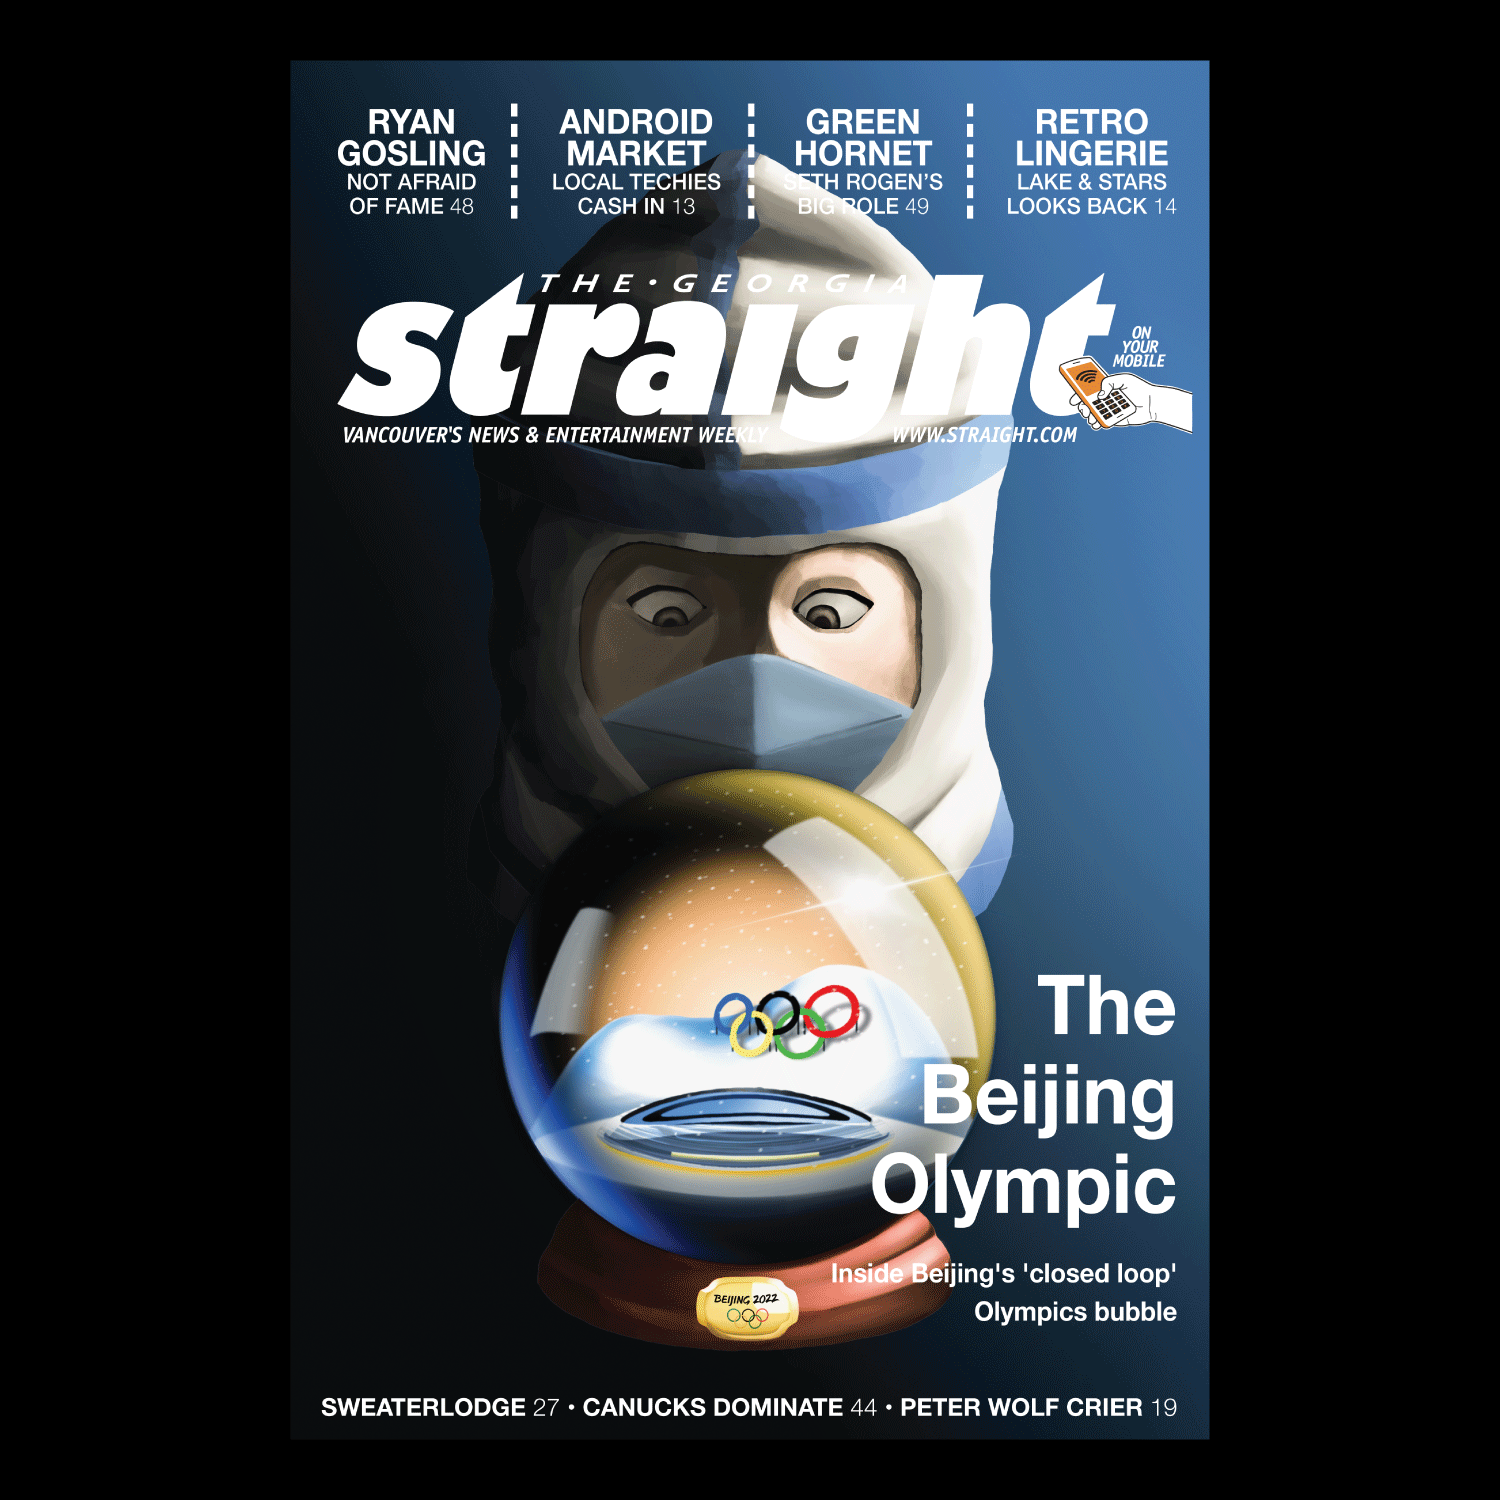 RYAN
GOSLING
NOT AFRAID
OF FAME 48
ANDROID
MARKET
LOCAL TECHIES
CASH IN 13
GREEN
HORNET
SETH ROGEN'S
BIG ROLE 49
RETRO
LINGERIE
LAKE & STARS
LOOKS BACK 14
THE•GEORGIA
straight
ON
YOUR
MOBILE
VANCOUVER'S NEWS & ENTERTAINMENT WEEKLY
WWW.STRAIGHT.COM
The
Beijing
Olympic
Inside Beijing's 'closed loop'
Olympics bubble
BEIJING 2022
SWEATERLODGE 27 • CANUCKS DOMINATE 44 • PETER WOLF CRIER 19